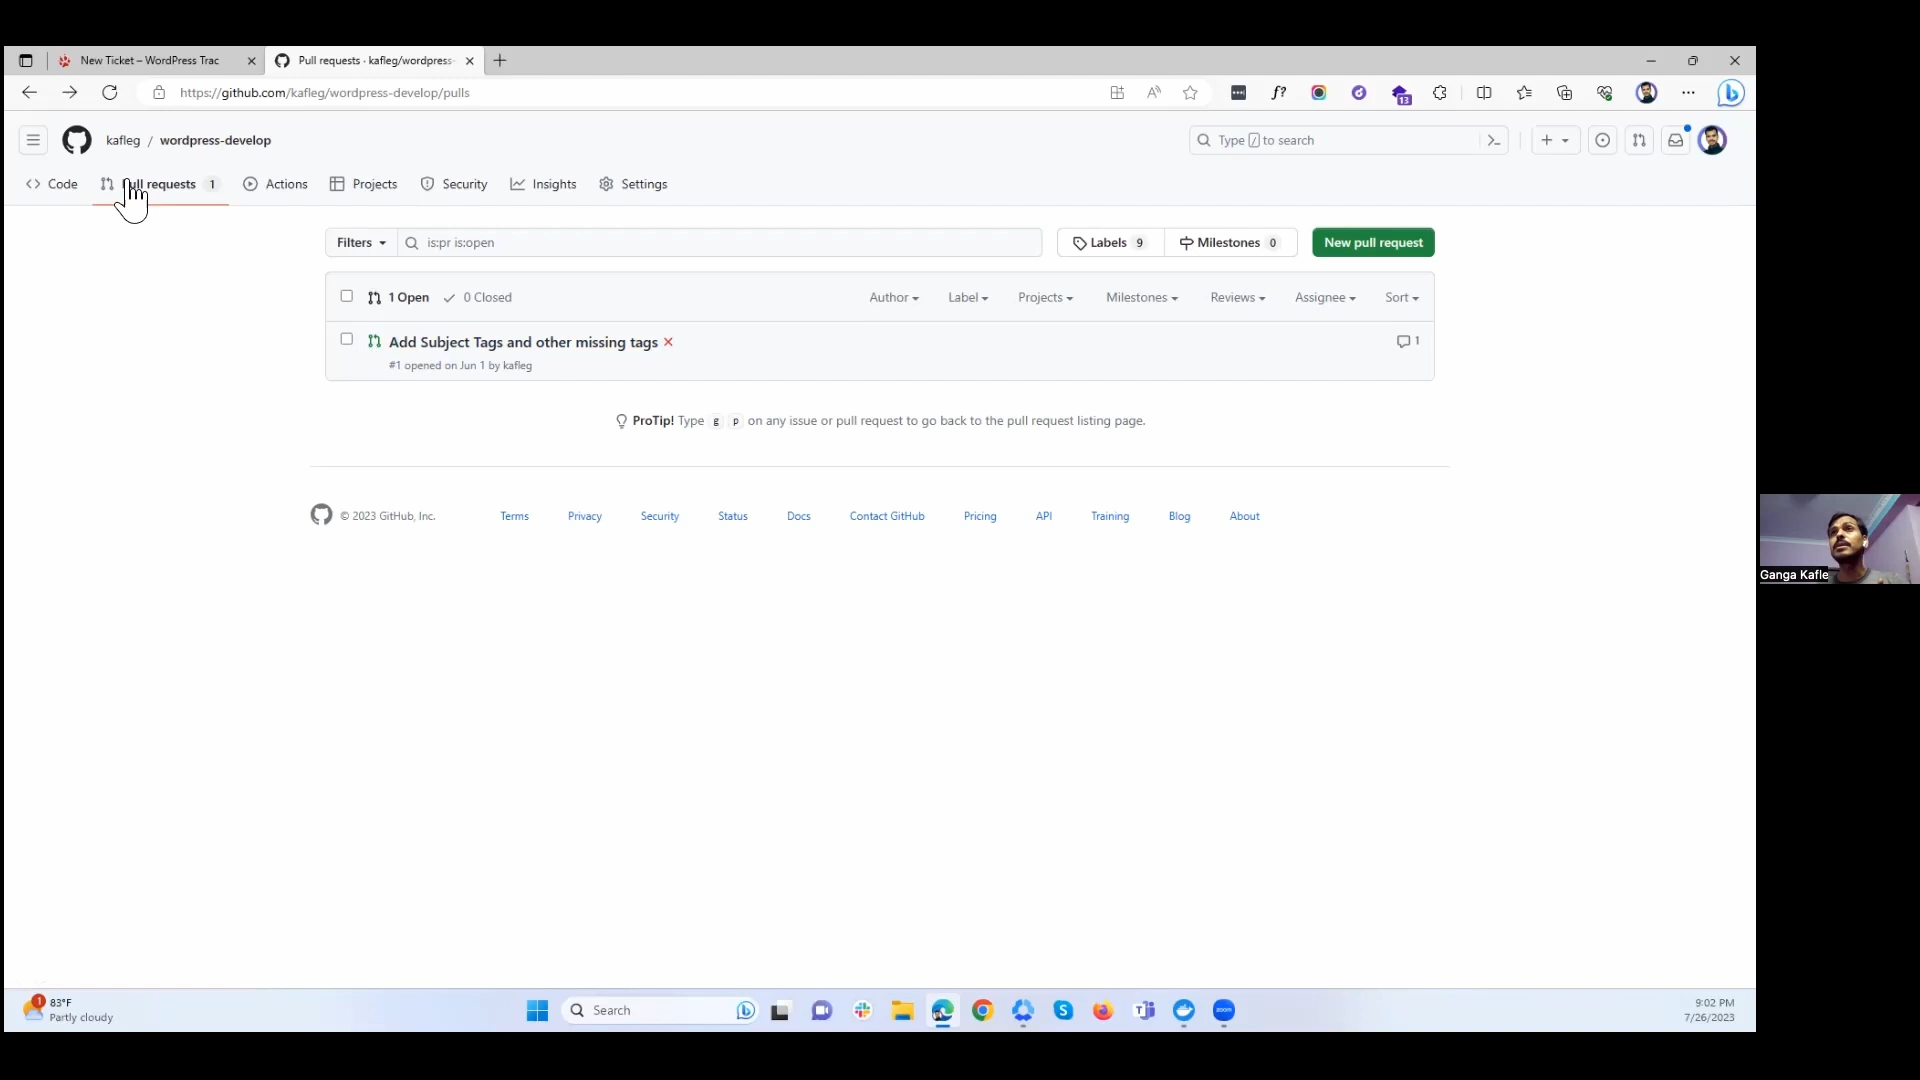 New Ticket – WordPress Trac
Pull requests · kafleg/wordpress-
https://github.com/kafleg/wordpress-develop/pulls
f?
13
kafleg / wordpress-develop
Type / to search
Code
Pull requests 1
Actions
Projects
Security
Insights
Settings
Filters
is:pr is:open
Labels 9
Milestones 0
New pull request
1 Open
0 Closed
Author
Label
Projects
Milestones
Reviews
Assignee
Sort
Add Subject Tags and other missing tags
1
#1 opened on Jun 1 by kafleg
ProTip! Type g p on any issue or pull request to go back to the pull request listing page.
© 2023 GitHub, Inc.
Terms
Privacy
Security
Status
Docs
Contact GitHub
Pricing
API
Training
Blog
About
Ganga Kafle
1
83°F
Partly cloudy
Search
zoom
9:02 PM
7/26/2023